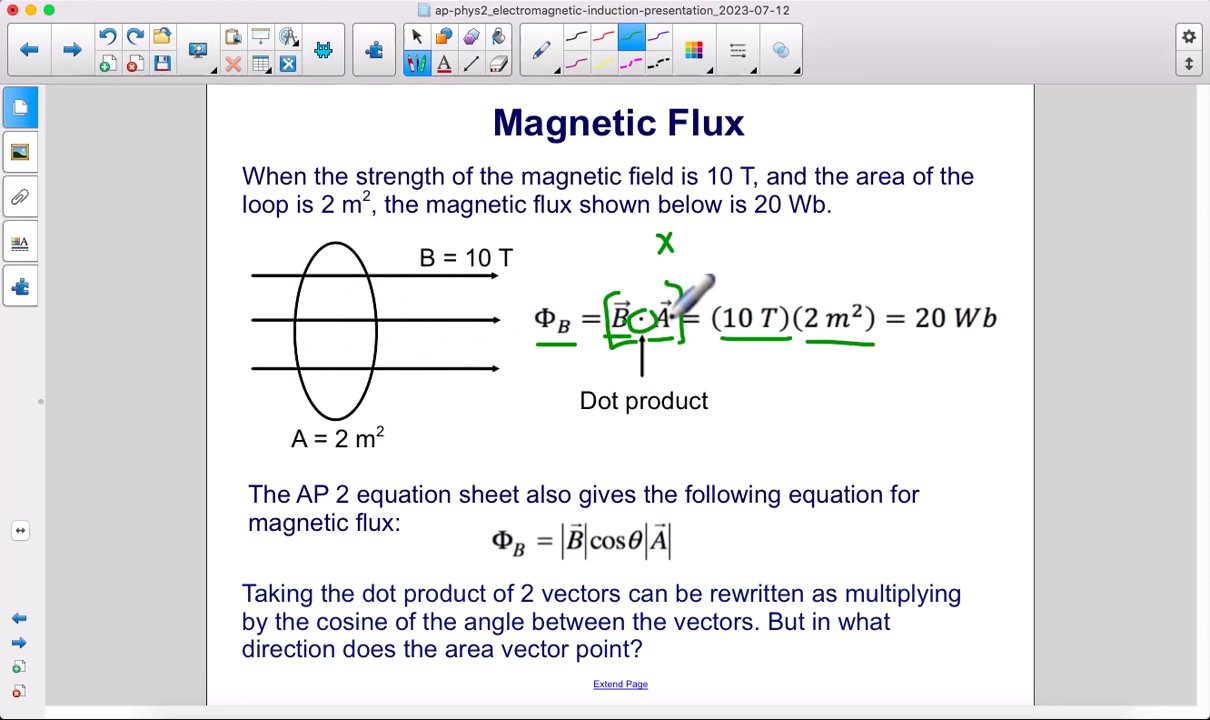 ap-phys2_electromagnetic-induction-presentation_2023-07-12
Magnetic Flux
When the strength of the magnetic field is 10 T, and the area of the
loop is 2 m², the magnetic flux shown below is 20 Wb.
x
B = 10 T
Φ_B = [B⃗ · A⃗] = (10 T)(2 m²) = 20 Wb
Dot product
A = 2 m²
The AP 2 equation sheet also gives the following equation for
magnetic flux:
Φ_B = |B⃗|cosθ|A⃗|
Taking the dot product of 2 vectors can be rewritten as multiplying
by the cosine of the angle between the vectors. But in what
direction does the area vector point?
Extend Page